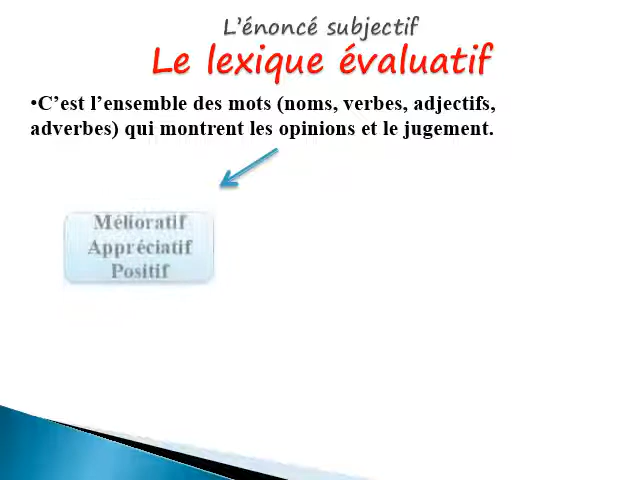 L’énoncé subjectif
Le lexique évaluatif
•C’est l’ensemble des mots (noms, verbes, adjectifs,
adverbes) qui montrent les opinions et le jugement.
Mélioratif
Appréciatif
Positif